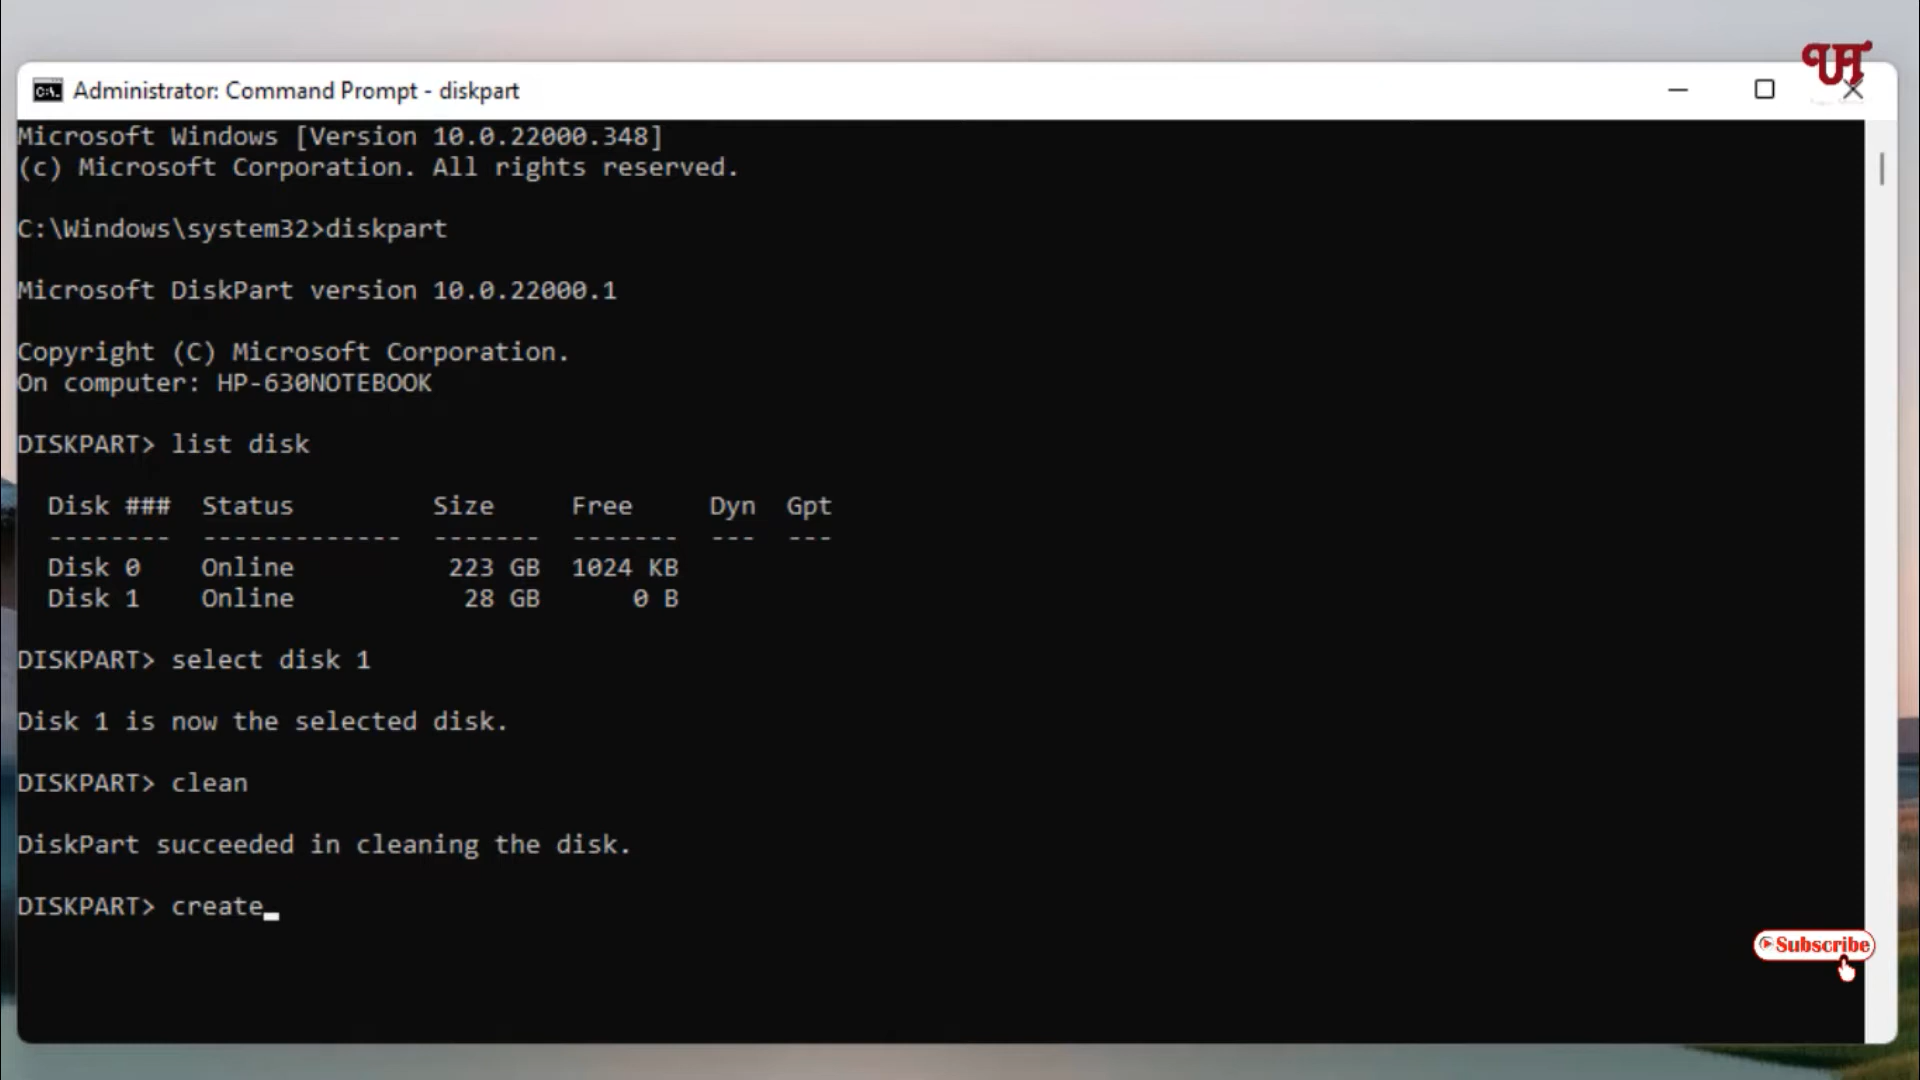 UT
Administrator: Command Prompt - diskpart
Microsoft Windows [Version 10.0.22000.348]
(c) Microsoft Corporation. All rights reserved.
C:\Windows\system32>diskpart
Microsoft DiskPart version 10.0.22000.1
Copyright (C) Microsoft Corporation.
On computer: HP-630NOTEBOOK
DISKPART> list disk
Disk ### Status Size Free Dyn Gpt
-------- ------------- ------- ------- --- ---
Disk 0 Online 223 GB 1024 KB
Disk 1 Online 28 GB 0 B
DISKPART> select disk 1
Disk 1 is now the selected disk.
DISKPART> clean
DiskPart succeeded in cleaning the disk.
DISKPART> create
Subscribe